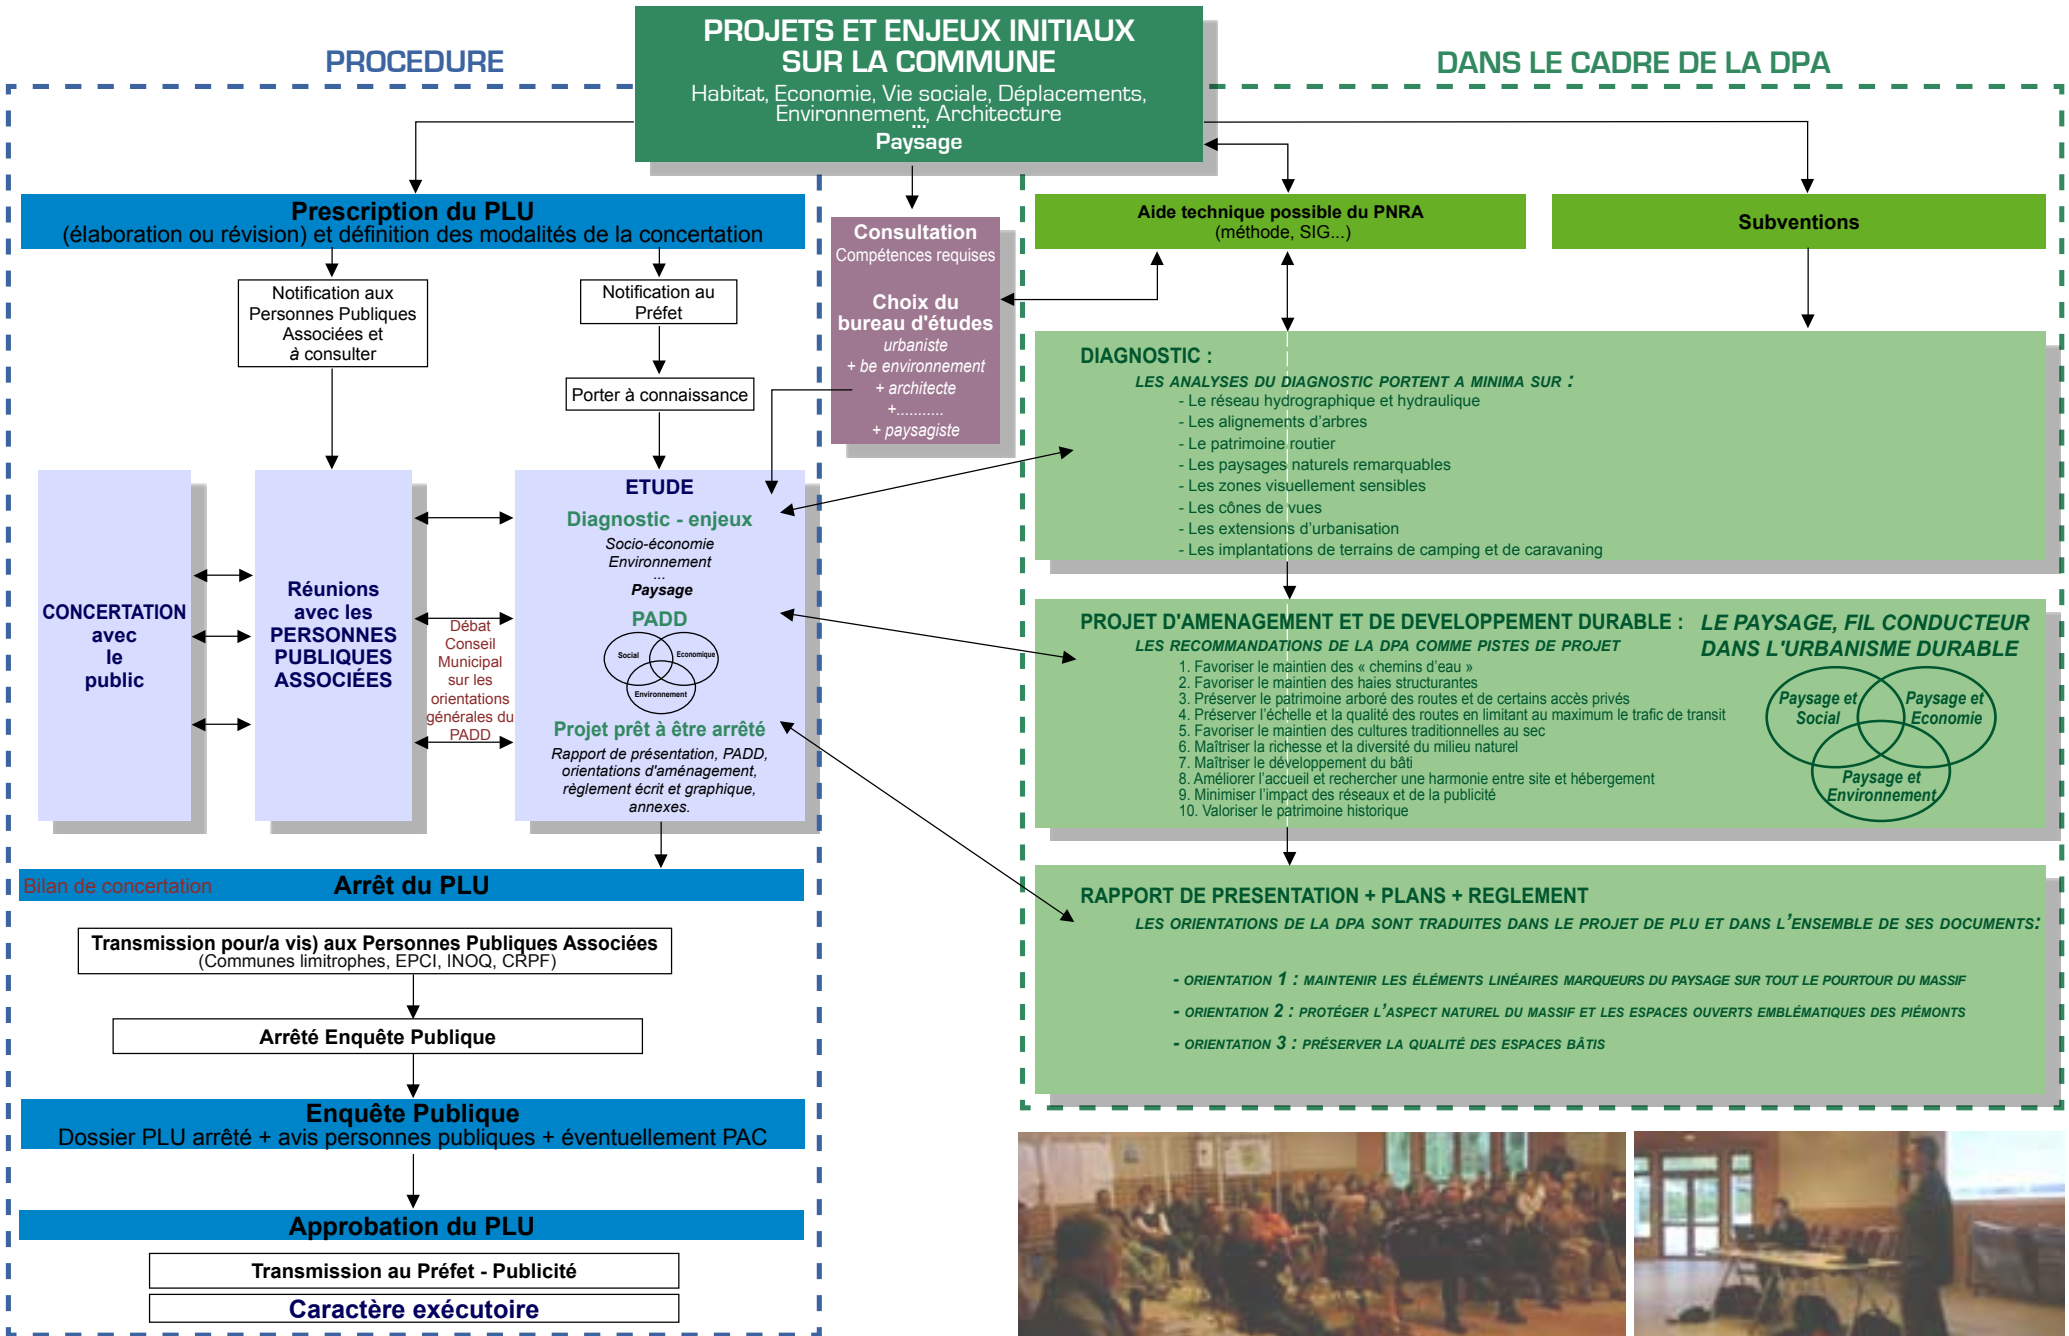 PROJETS ET ENJEUX INITIAUX
SUR LA COMMUNE
Habitat, Economie, Vie sociale, Déplacements,
Environnement, Architecture
...
Paysage
PROCEDURE
Prescription du PLU
(élaboration ou révision) et définition des modalités de la concertation
Notification aux
Personnes Publiques
Associées et
à consulter
Notification au
Préfet
Porter à connaissance
CONCERTATION
avec
le
public
Réunions
avec les
PERSONNES
PUBLIQUES
ASSOCIÉES
Débat
Conseil
Municipal
sur les
orientations
générales du
PADD
ETUDE
Diagnostic - enjeux
Socio-économie
Environnement
...
Paysage
PADD
Social
Economique
Environnement
Projet prêt à être arrêté
Rapport de présentation, PADD,
orientations d'aménagement,
règlement écrit et graphique,
annexes.
Bilan de concertation
Arrêt du PLU
Transmission pour/a vis) aux Personnes Publiques Associées
(Communes limitrophes, EPCI, INOQ, CRPF)
Arrêté Enquête Publique
Enquête Publique
Dossier PLU arrêté + avis personnes publiques + éventuellement PAC
Approbation du PLU
Transmission au Préfet - Publicité
Caractère exécutoire
Consultation
Compétences requises
Choix du
bureau d'études
urbaniste
+ be environnement
+ architecte
+...........
+ paysagiste
DANS LE CADRE DE LA DPA
Aide technique possible du PNRA
(méthode, SIG...)
Subventions
DIAGNOSTIC :
LES ANALYSES DU DIAGNOSTIC PORTENT A MINIMA SUR :
- Le réseau hydrographique et hydraulique
- Les alignements d’arbres
- Le patrimoine routier
- Les paysages naturels remarquables
- Les zones visuellement sensibles
- Les cônes de vues
- Les extensions d’urbanisation
- Les implantations de terrains de camping et de caravaning
PROJET D'AMENAGEMENT ET DE DEVELOPPEMENT DURABLE :
LES RECOMMANDATIONS DE LA DPA COMME PISTES DE PROJET
1. Favoriser le maintien des « chemins d’eau »
2. Favoriser le maintien des haies structurantes
3. Préserver le patrimoine arboré des routes et de certains accès privés
4. Préserver l’échelle et la qualité des routes en limitant au maximum le trafic de transit
5. Favoriser le maintien des cultures traditionnelles au sec
6. Maîtriser la richesse et la diversité du milieu naturel
7. Maîtriser le développement du bâti
8. Améliorer l’accueil et rechercher une harmonie entre site et hébergement
9. Minimiser l’impact des réseaux et de la publicité
10. Valoriser le patrimoine historique
LE PAYSAGE, FIL CONDUCTEUR
DANS L'URBANISME DURABLE
Paysage et
Social
Paysage et
Economie
Paysage et
Environnement
RAPPORT DE PRESENTATION + PLANS + REGLEMENT
LES ORIENTATIONS DE LA DPA SONT TRADUITES DANS LE PROJET DE PLU ET DANS L’ENSEMBLE DE SES DOCUMENTS:
- ORIENTATION 1 : MAINTENIR LES ÉLÉMENTS LINÉAIRES MARQUEURS DU PAYSAGE SUR TOUT LE POURTOUR DU MASSIF
- ORIENTATION 2 : PROTÉGER L’ASPECT NATUREL DU MASSIF ET LES ESPACES OUVERTS EMBLÉMATIQUES DES PIÉMONTS
- ORIENTATION 3 : PRÉSERVER LA QUALITÉ DES ESPACES BÂTIS